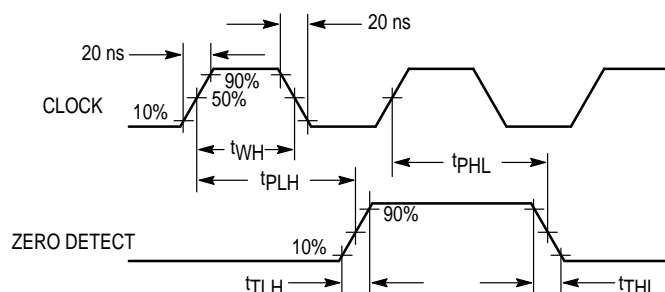 20 ns
20 ns
90%
50%
CLOCK
10%
tWH
tPLH
tPHL
90%
ZERO DETECT
10%
tTLH
tTHL